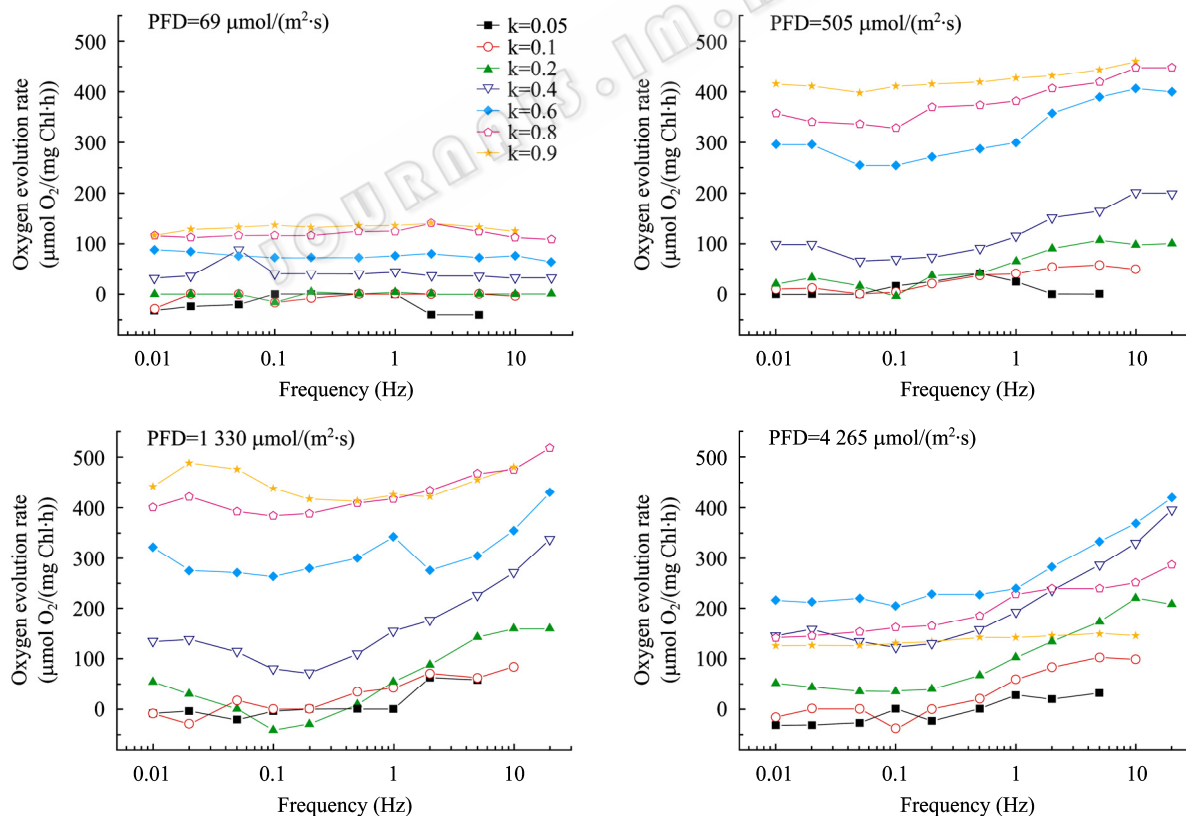 PFD=69 μmol/(m²·s)
k=0.05
k=0.1
k=0.2
k=0.4
k=0.6
k=0.8
k=0.9
500
400
300
200
100
0
Oxygen evolution rate
(μmol O₂/(mg Chl·h))
0.01 0.1 1 10
Frequency (Hz)
PFD=505 μmol/(m²·s)
500
400
300
200
100
0
Oxygen evolution rate
(μmol O₂/(mg Chl·h))
0.01 0.1 1 10
Frequency (Hz)
PFD=1 330 μmol/(m²·s)
500
400
300
200
100
0
Oxygen evolution rate
(μmol O₂/(mg Chl·h))
0.01 0.1 1 10
Frequency (Hz)
PFD=4 265 μmol/(m²·s)
500
400
300
200
100
0
Oxygen evolution rate
(μmol O₂/(mg Chl·h))
0.01 0.1 1 10
Frequency (Hz)
JOURNALS.IM.